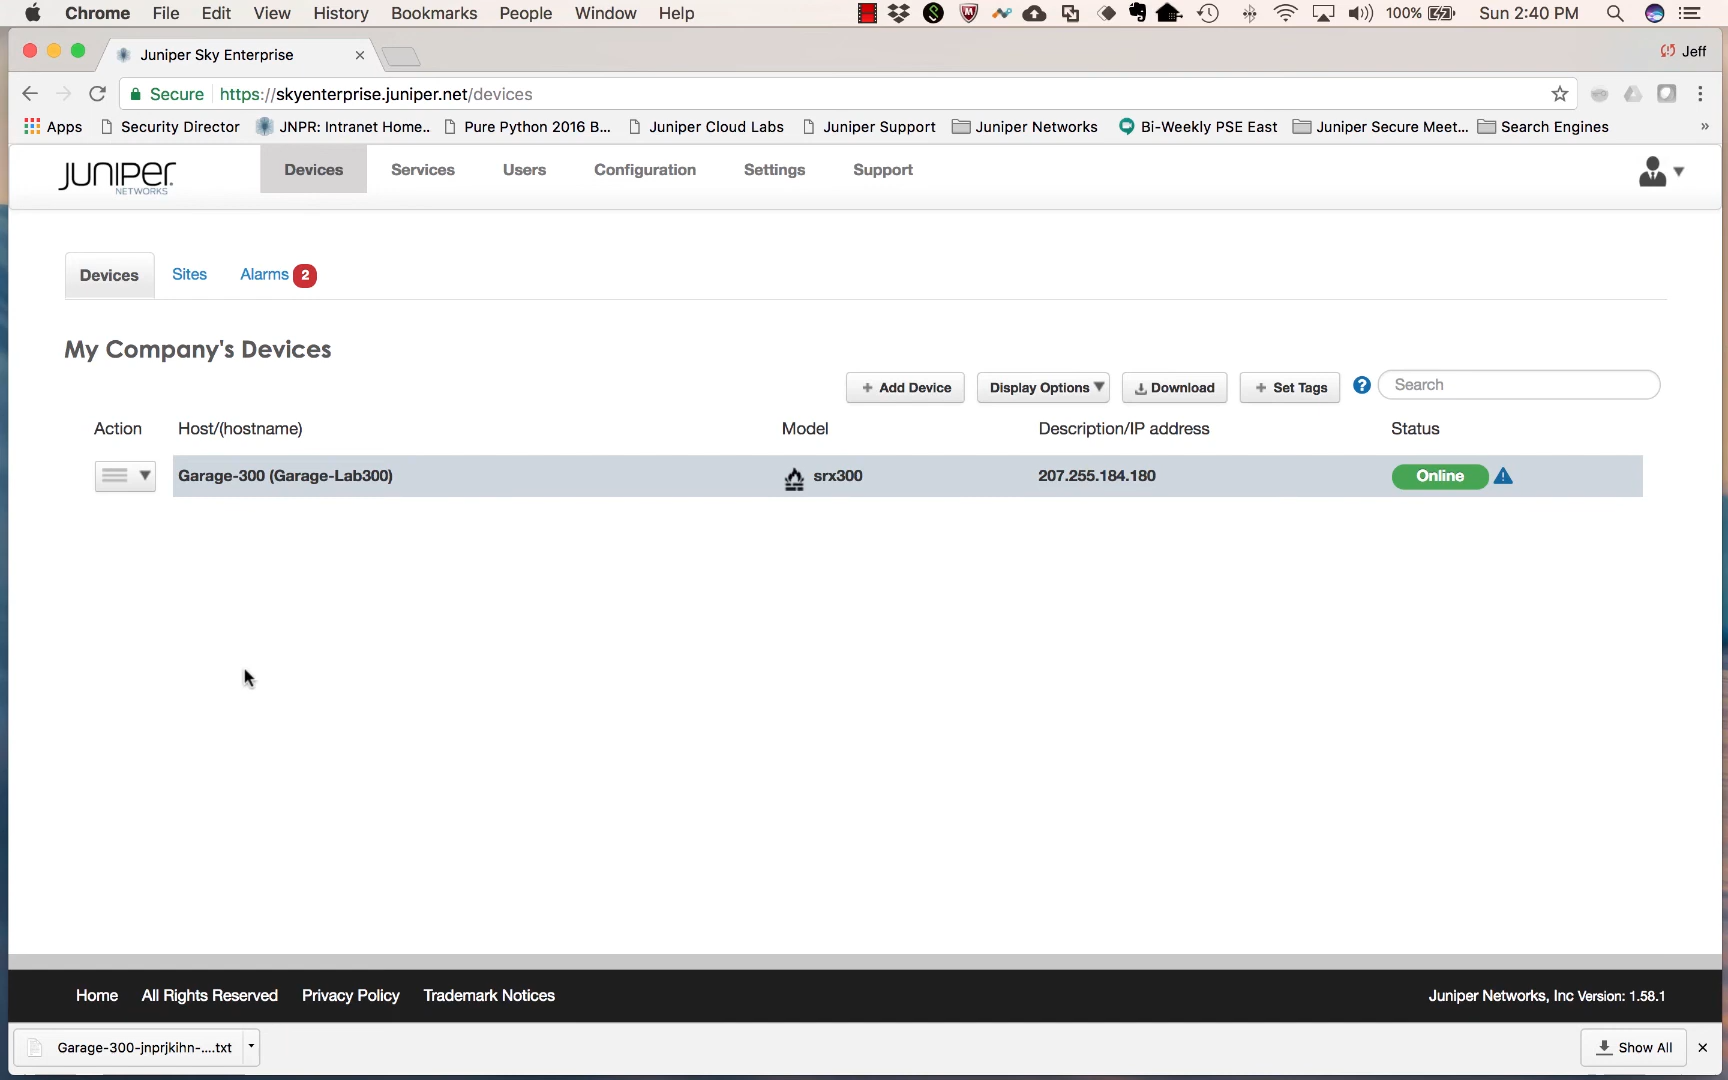 Chrome File Edit View History Bookmarks People Window Help 100% Sun 2:40 PM
Juniper Sky Enterprise Jeff
Secure https://skyenterprise.juniper.net/devices
Apps Security Director JNPR: Intranet Home.. Pure Python 2016 B... Juniper Cloud Labs Juniper Support Juniper Networks Bi-Weekly PSE East Juniper Secure Meet... Search Engines »
JUNIPER Devices Services Users Configuration Settings Support
NETWORKS
Devices Sites Alarms 2
My Company's Devices
+ Add Device Display Options Download + Set Tags ? Search
Action Host/(hostname) Model Description/IP address Status
Garage-300 (Garage-Lab300) srx300 207.255.184.180 Online
Home All Rights Reserved Privacy Policy Trademark Notices Juniper Networks, Inc Version: 1.58.1
Garage-300-jnprjkihn-....txt Show All